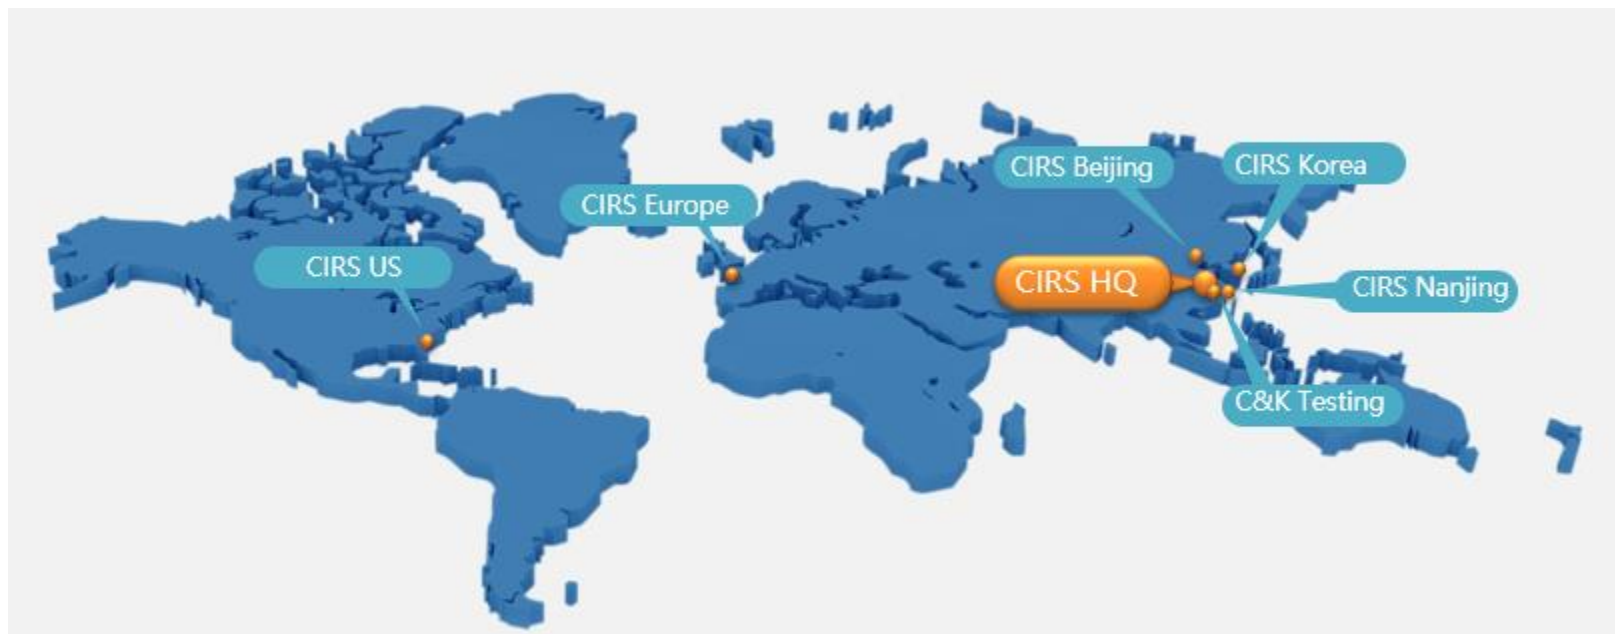 CIRS Beijing
CIRS Korea
CIRS Europe
CIRS US
CIRS HQ
CIRS Nanjing
C&K Testing